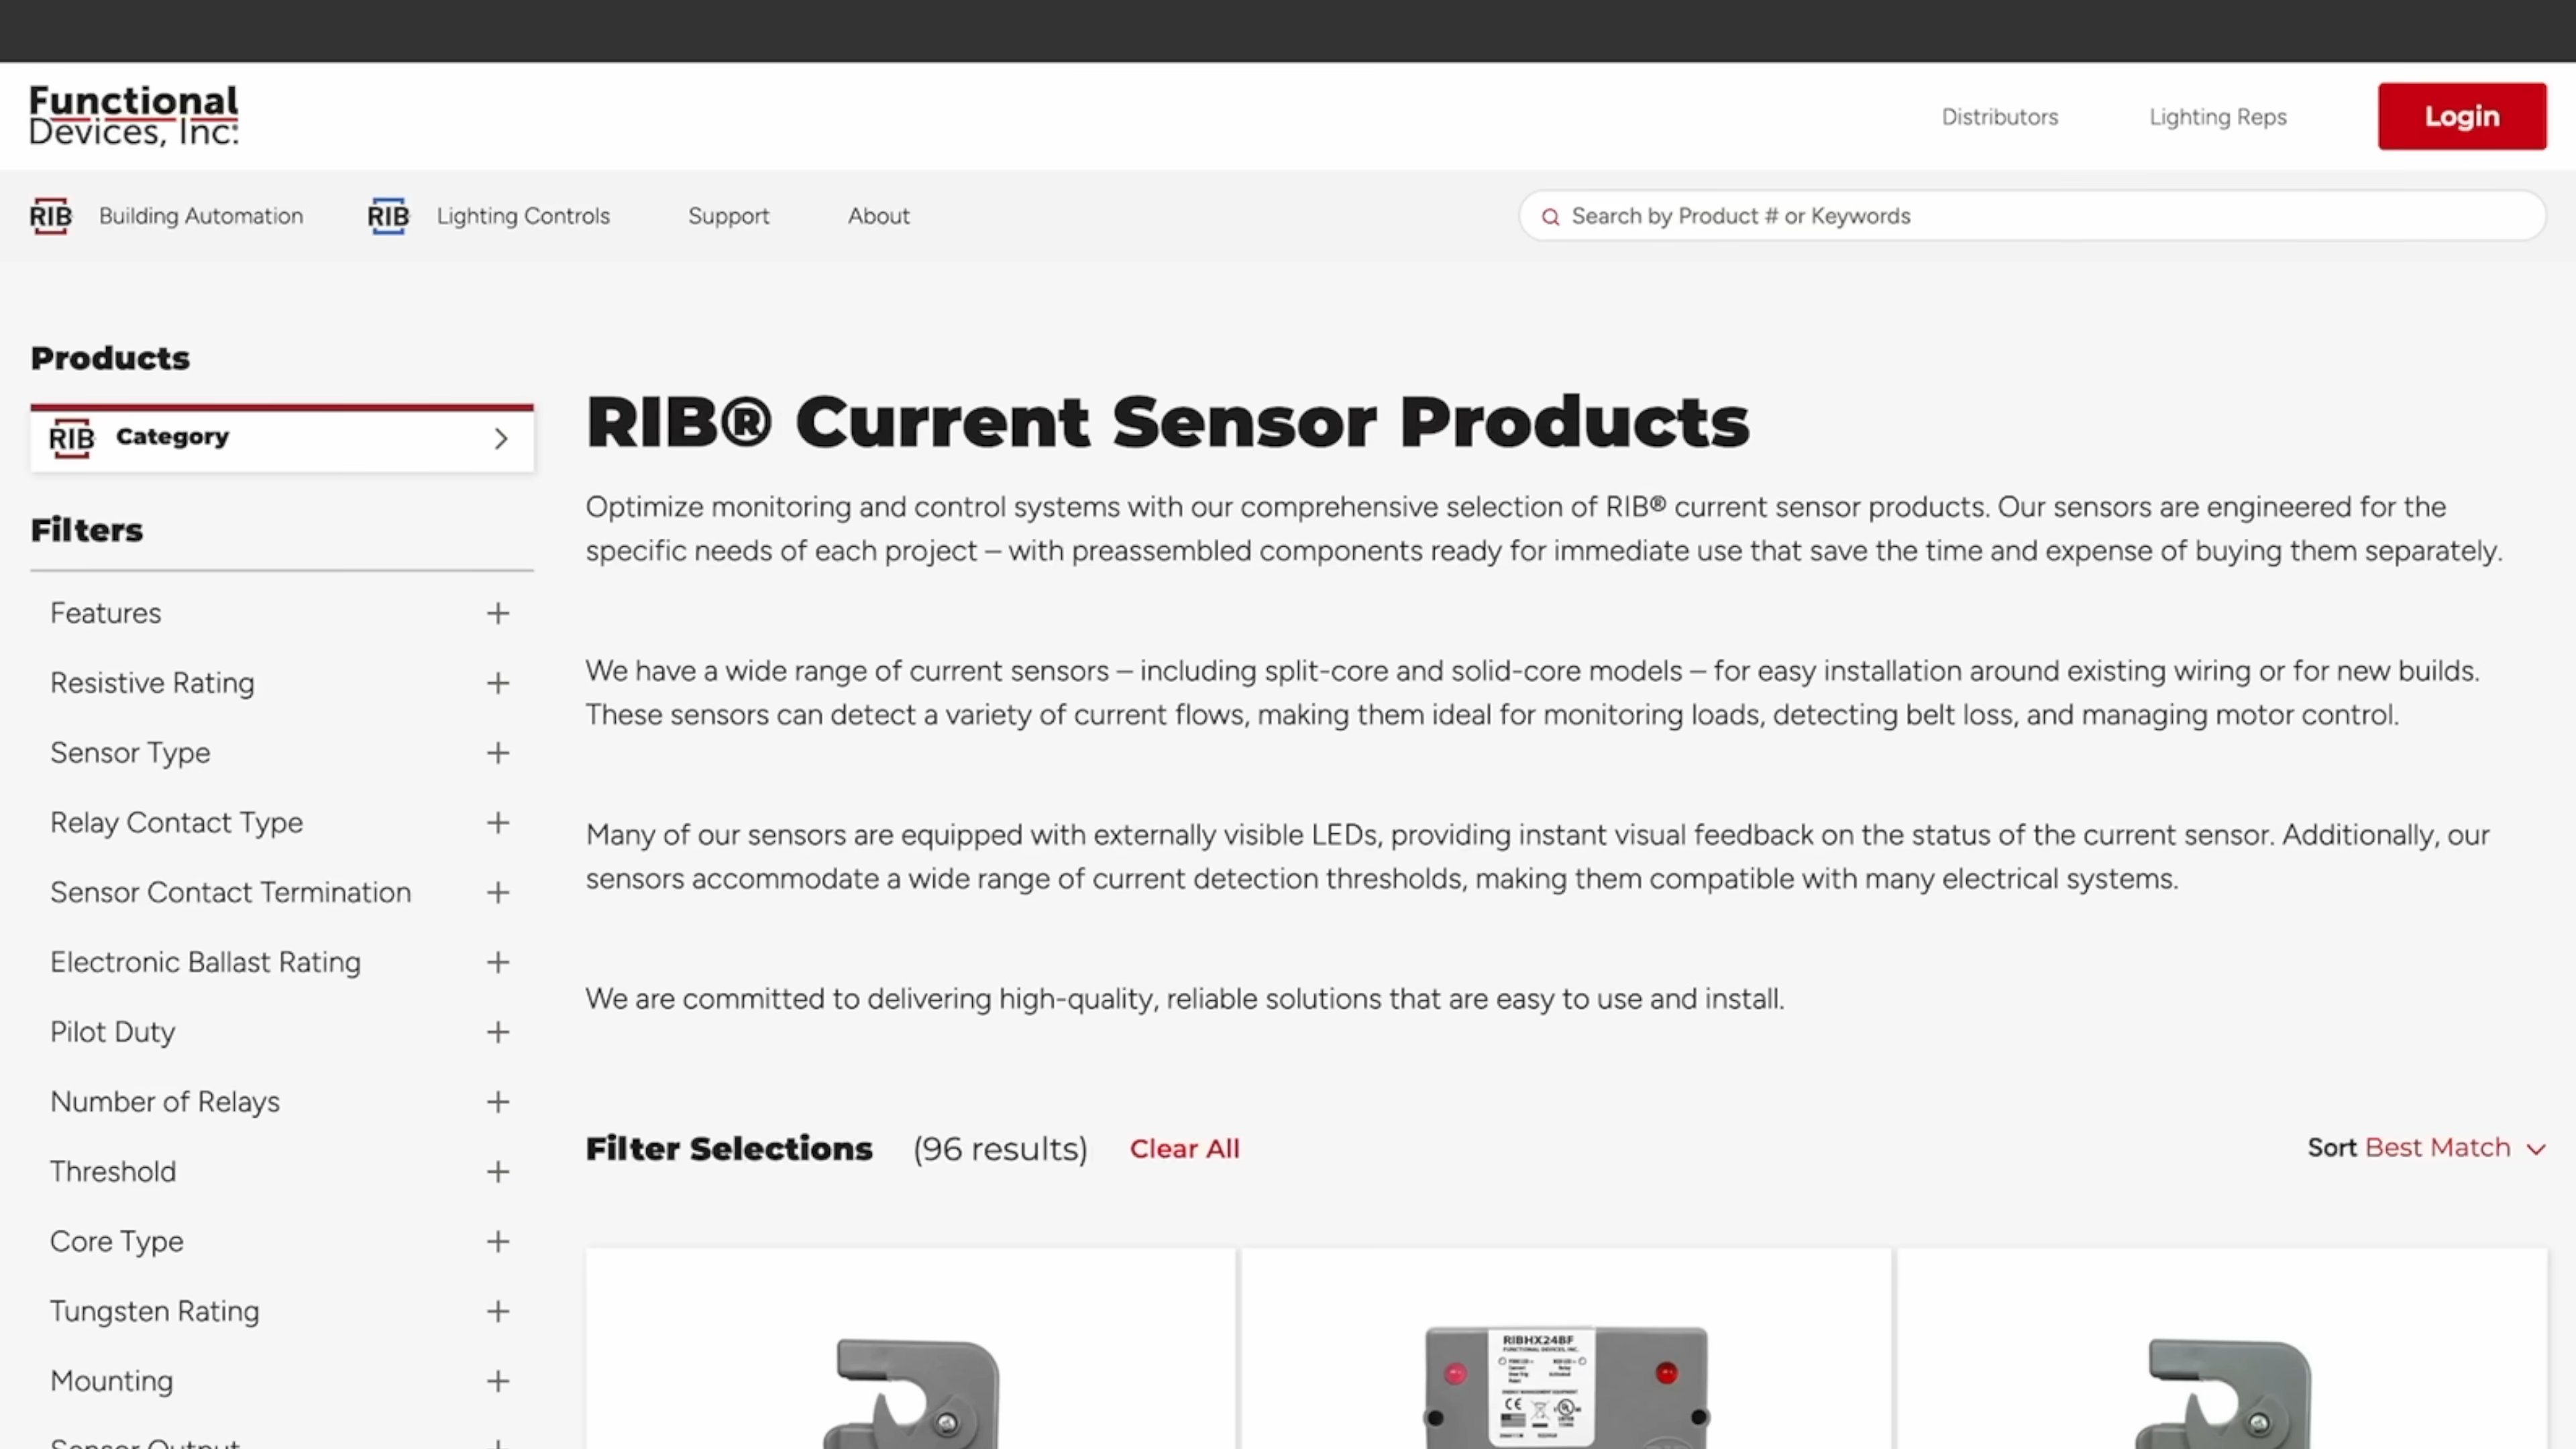 Functional
Devices, Inc.
Distributors
Lighting Reps
Login
RIB Building Automation
RIB Lighting Controls
Support
About
Search by Product # or Keywords
Products
RIB Category
Filters
Features
Resistive Rating
Sensor Type
Relay Contact Type
Sensor Contact Termination
Electronic Ballast Rating
Pilot Duty
Number of Relays
Threshold
Core Type
Tungsten Rating
Mounting
Sensor Output
RIB® Current Sensor Products
Optimize monitoring and control systems with our comprehensive selection of RIB® current sensor products. Our sensors are engineered for the
specific needs of each project – with preassembled components ready for immediate use that save the time and expense of buying them separately.
We have a wide range of current sensors – including split-core and solid-core models – for easy installation around existing wiring or for new builds.
These sensors can detect a variety of current flows, making them ideal for monitoring loads, detecting belt loss, and managing motor control.
Many of our sensors are equipped with externally visible LEDs, providing instant visual feedback on the status of the current sensor. Additionally, our
sensors accommodate a wide range of current detection thresholds, making them compatible with many electrical systems.
We are committed to delivering high-quality, reliable solutions that are easy to use and install.
Filter Selections (96 results) Clear All
Sort Best Match
RIBHX24BF
FUNCTIONAL DEVICES, INC.
ENERGY MANAGEMENT EQUIPMENT
CE